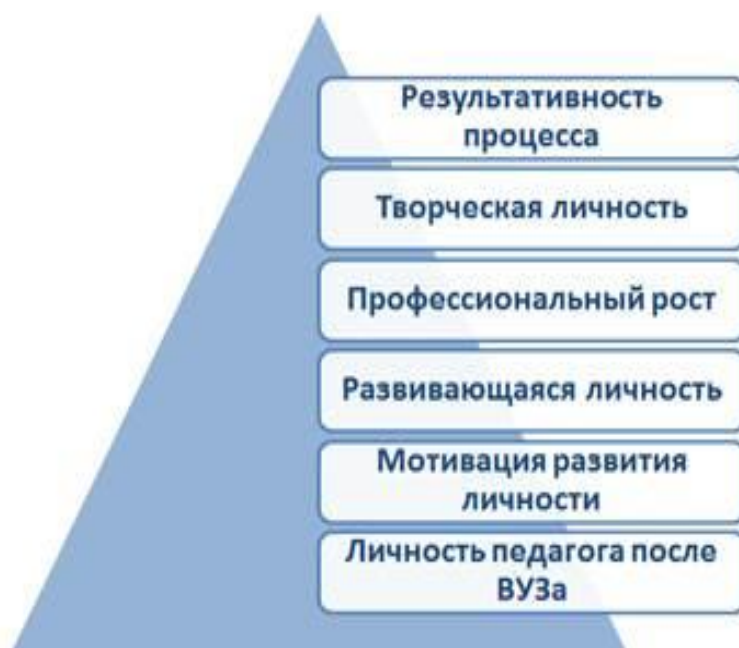 Результативность
процесса
Творческая личность
Профессиональный рост
Развивающаяся личность
Мотивация развития
личности
Личность педагога после
ВУЗа